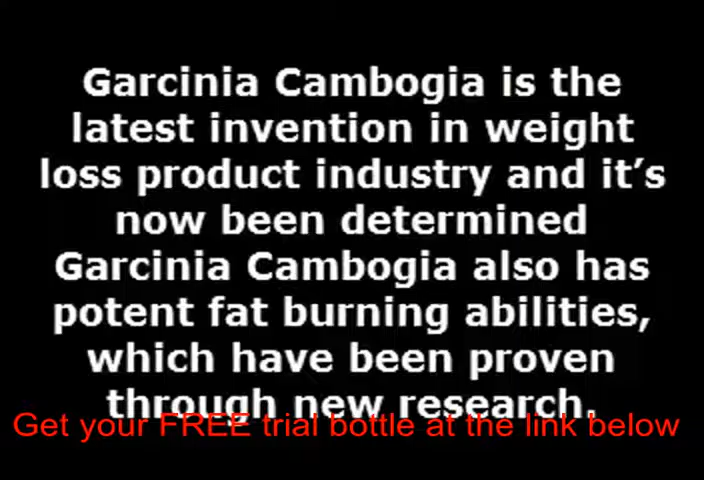 Garcinia Cambogia is the
latest invention in weight
loss product industry and it’s
now been determined
Garcinia Cambogia also has
potent fat burning abilities,
which have been proven
through new research.
Get your FREE trial bottle at the link below